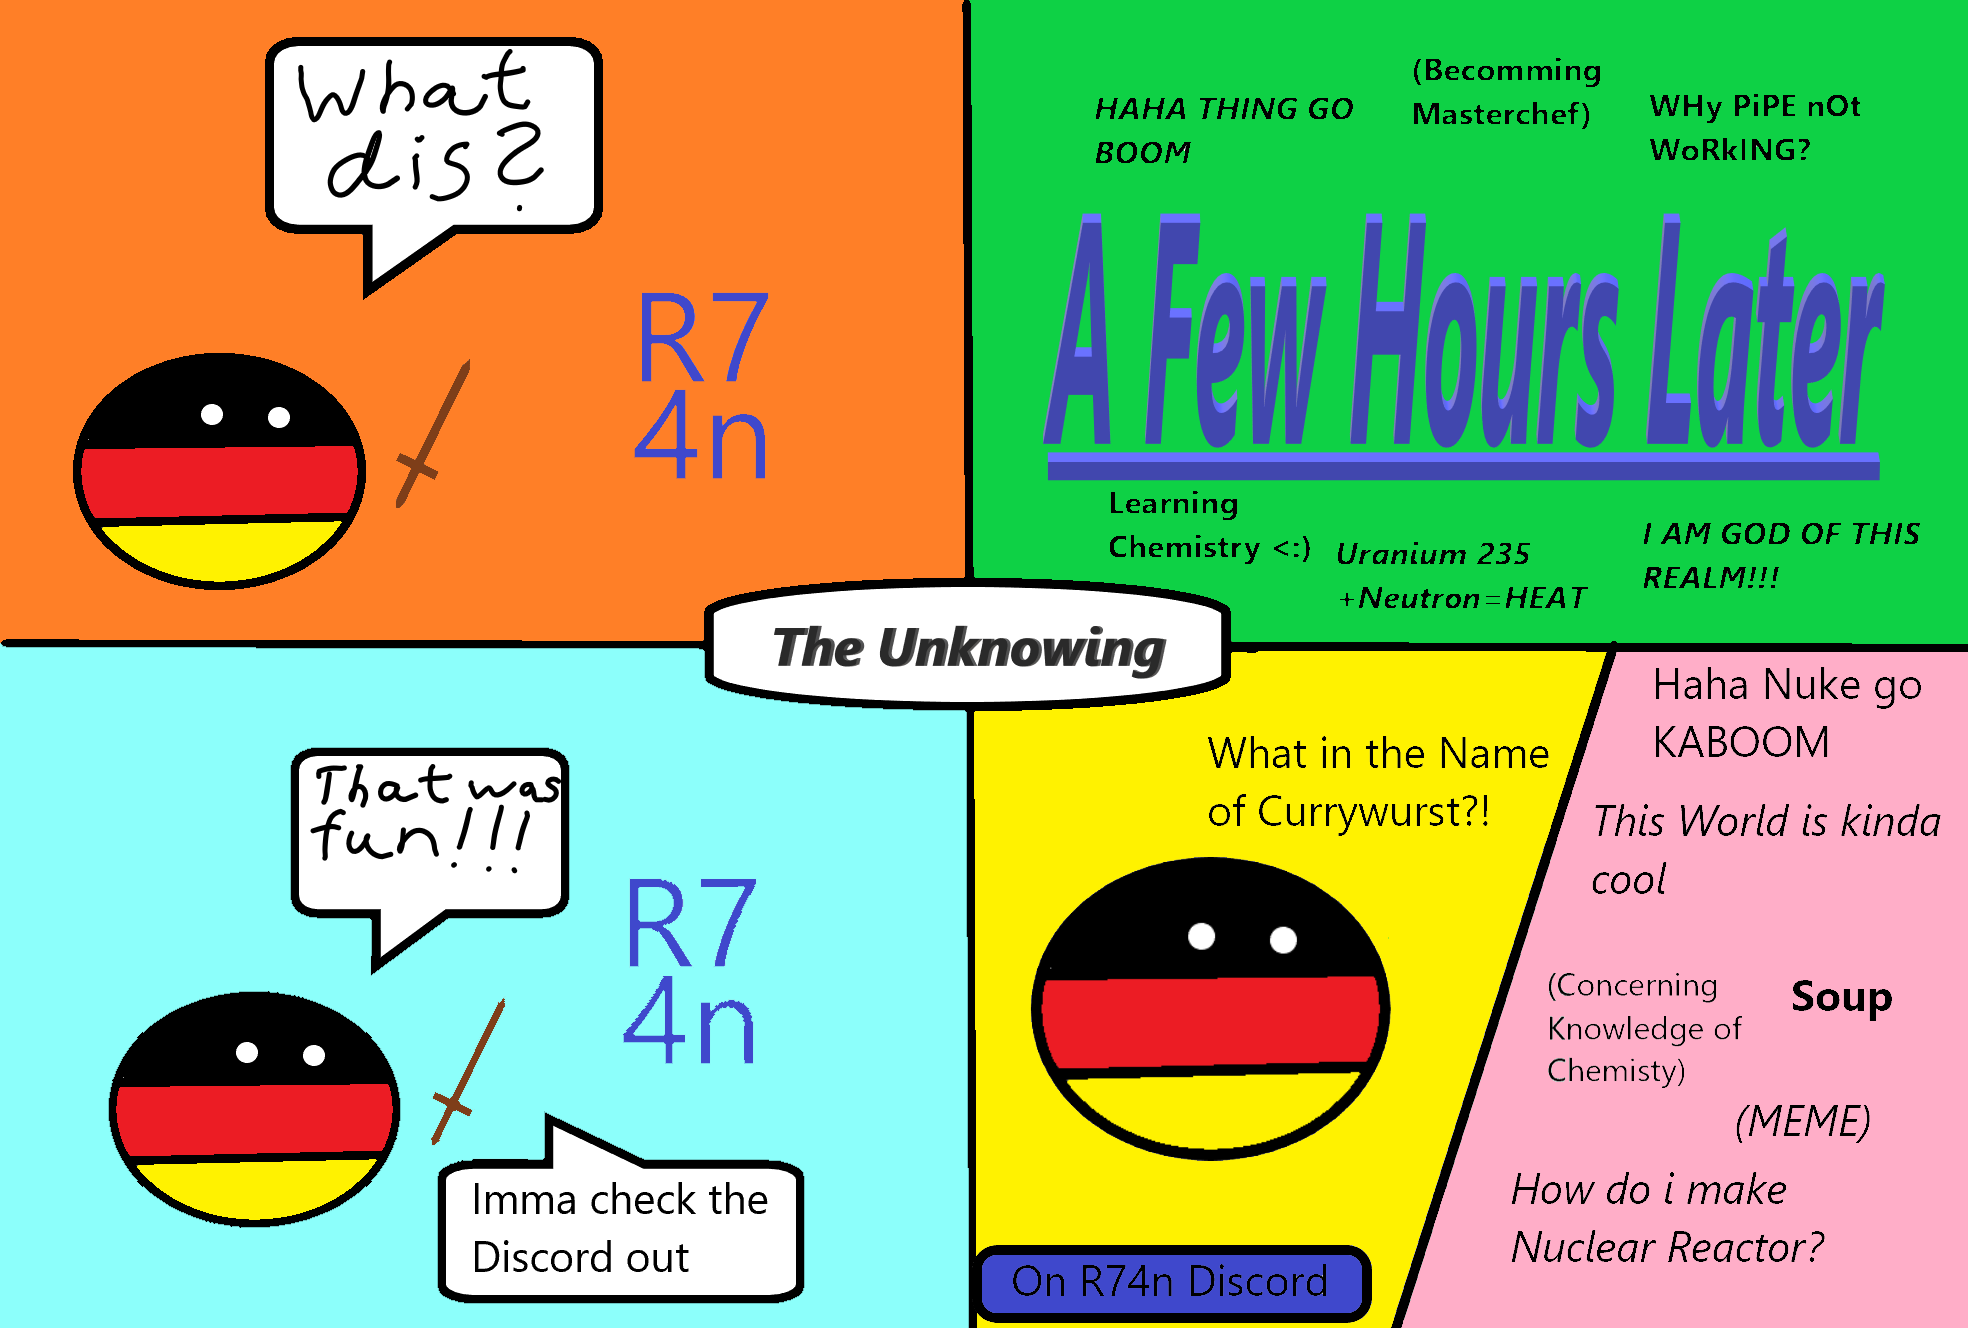 What
dis?
R7
4n
HAHA THING GO
BOOM
(Becomming
Masterchef)
WHy PiPE nOt
WoRkING?
A Few Hours Later
Learning
Chemistry <:)
Uranium 235
+Neutron=HEAT
I AM GOD OF THIS
REALM!!!
The Unknowing
That was
fun!!!
R7
4n
Imma check the
Discord out
What in the Name
of Currywurst?!
On R74n Discord
Haha Nuke go
KABOOM
This World is kinda
cool
(Concerning
Knowledge of
Chemisty)
Soup
(MEME)
How do i make
Nuclear Reactor?